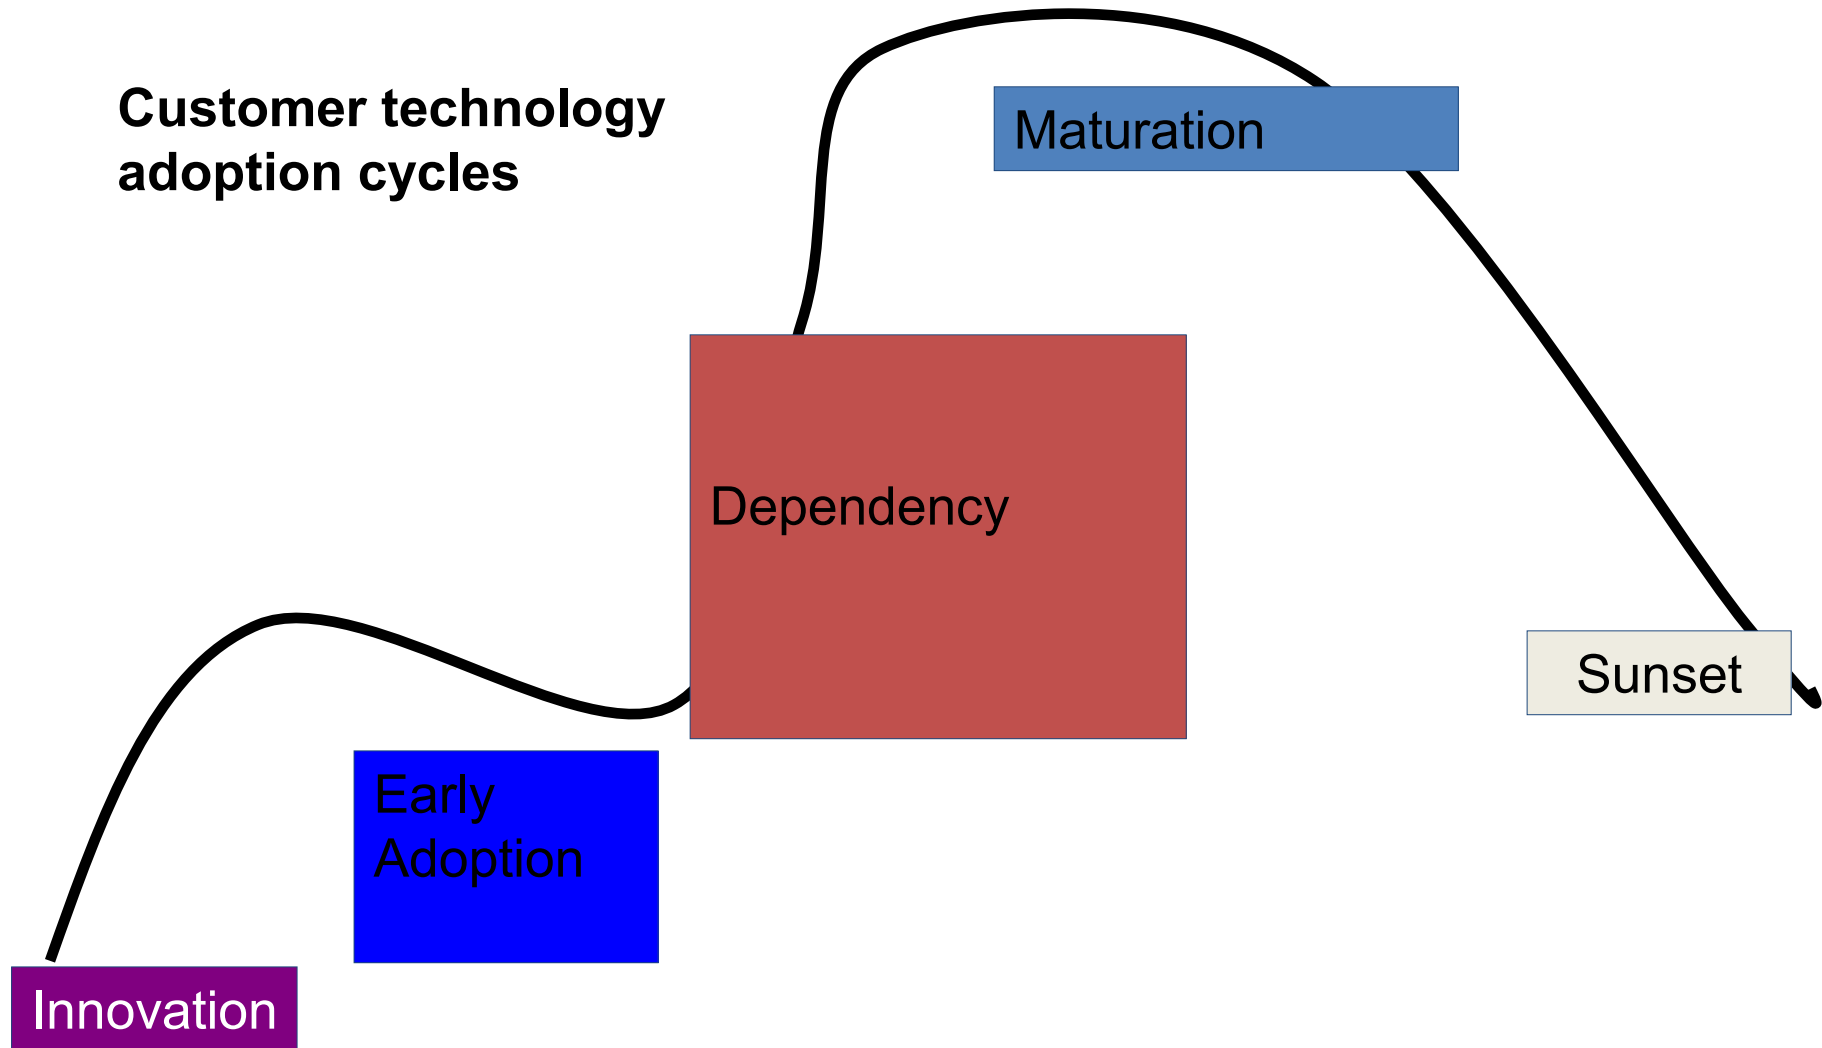 Customer technology
adoption cycles
Maturation
Dependency
Sunset
Early
Adoption
Innovation